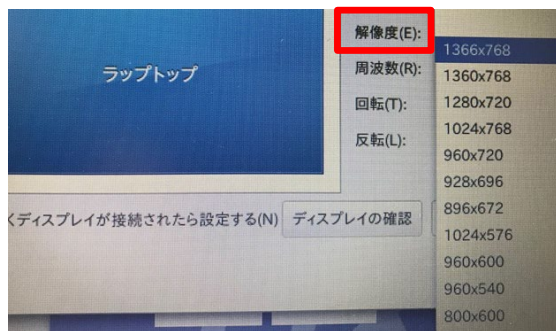 解像度(E):
1366x768
ラップトップ
周波数(R):
1360x768
回転(T):
1280x720
反転(L):
1024x768
960x720
928x696
くディスプレイが接続されたら設定する(N)
ディスプレイの確認
896x672
1024x576
960x600
960x540
800x600